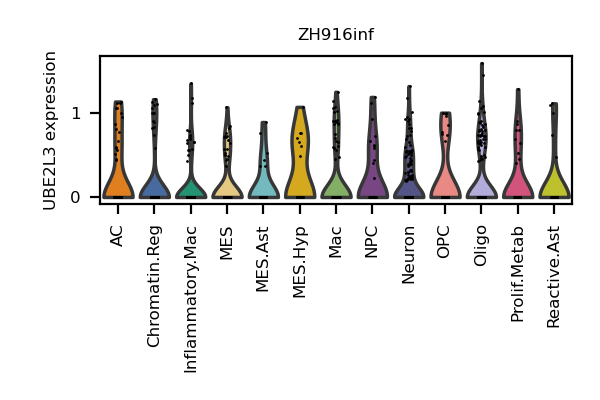 ZH916inf
UBE2L3 expression
1
0
AC
Chromatin.Reg
Inflammatory.Mac
MES
MES.Ast
MES.Hyp
Mac
NPC
Neuron
OPC
Oligo
Prolif.Metab
Reactive.Ast